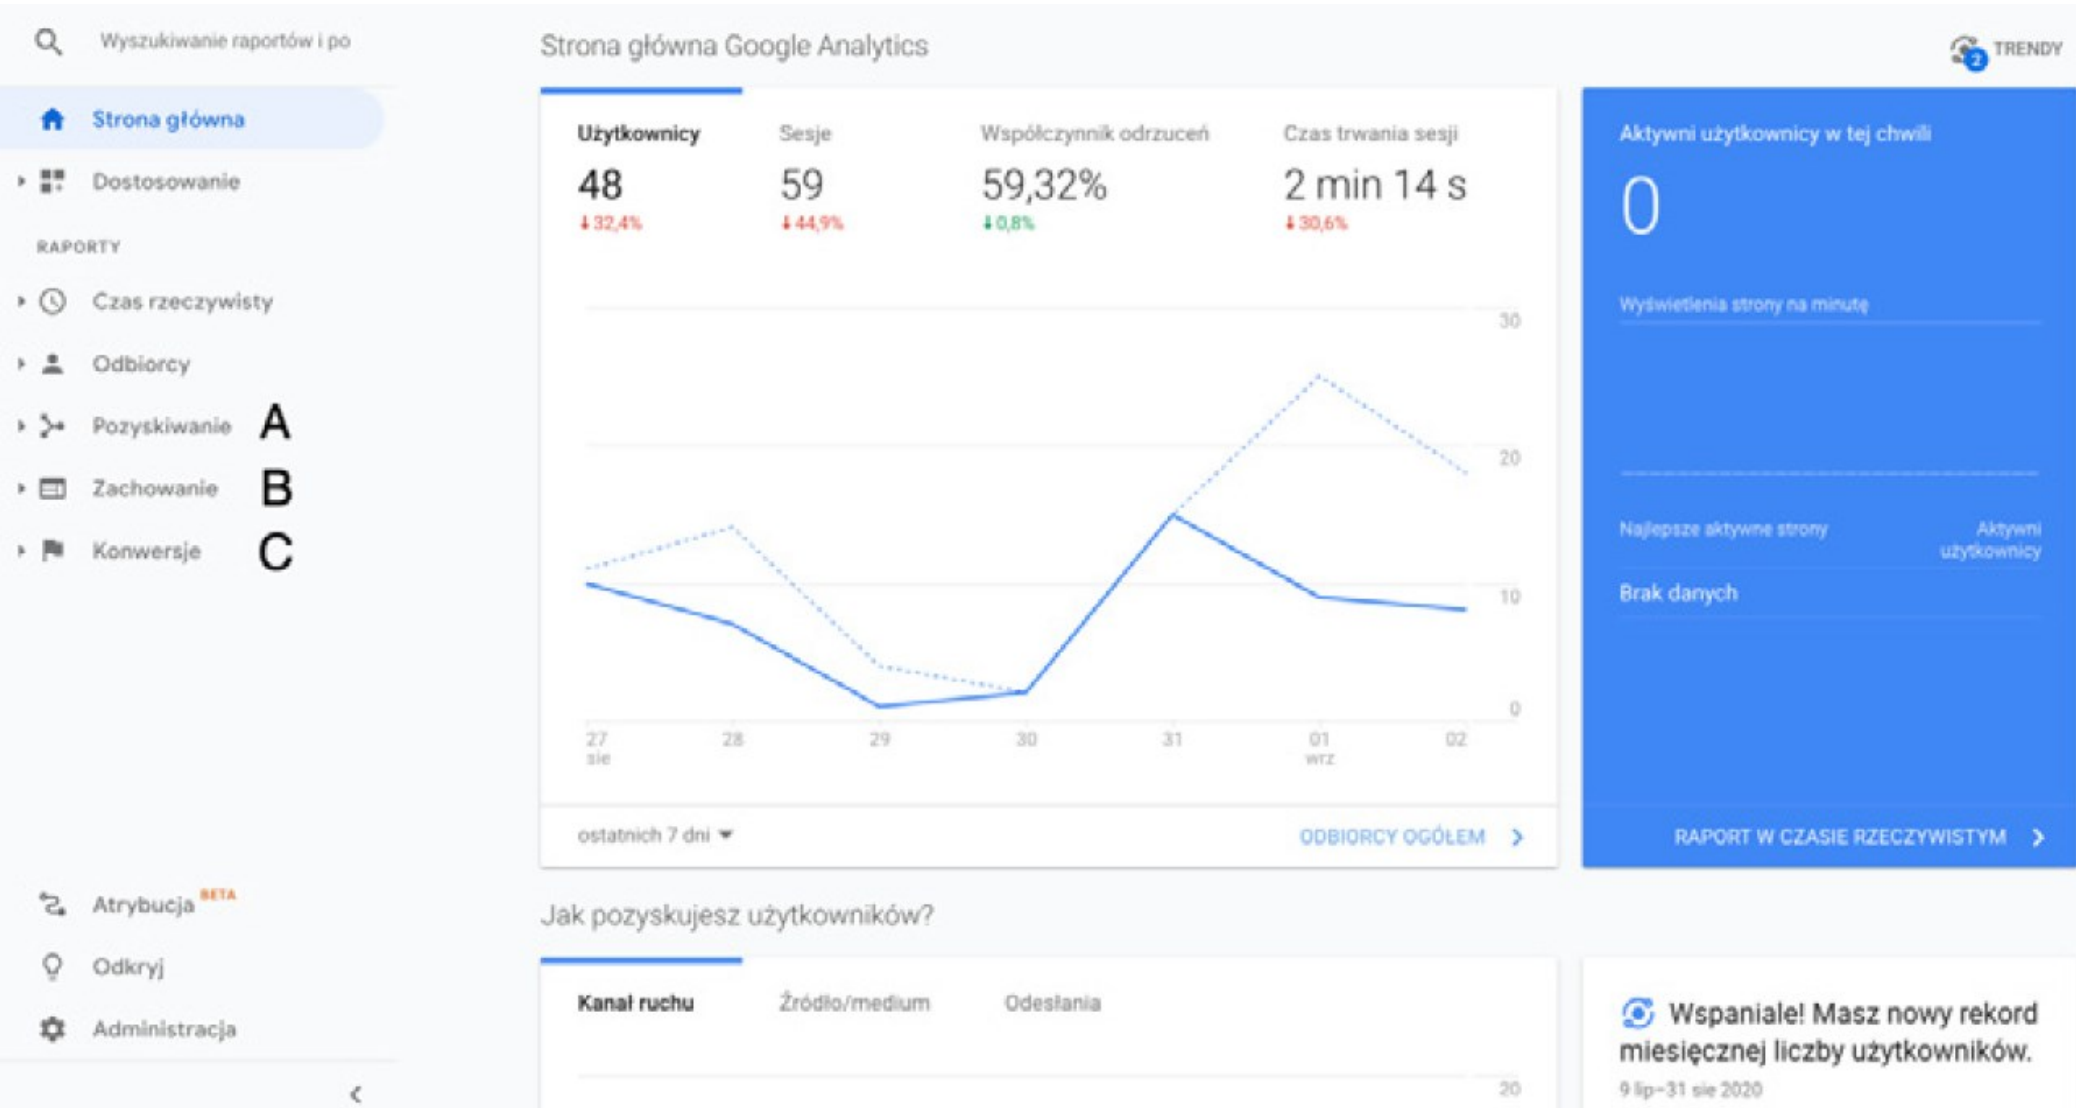 Wyszukiwanie raportów i po
Strona główna
Dostosowanie
RAPORTY
Czas rzeczywisty
Odbiorcy
Pozyskiwanie A
Zachowanie B
Konwersje C
Atrybucja BETA
Odkryj
Administracja
Strona główna Google Analytics
2 TRENDY
Użytkownicy Sesje Współczynnik odrzuceń Czas trwania sesji
48 59 59,32% 2 min 14 s
32,4% 44,9% 0,8% 30,6%
30
20
10
0
27 28 29 30 31 01 02
sie wrz
ostatnich 7 dni ODBIORCY OGÓŁEM
Aktywni użytkownicy w tej chwili
0
Wyświetlenia strony na minutę
Najlepsze aktywne strony Aktywni
użytkownicy
Brak danych
RAPORT W CZASIE RZECZYWISTYM
Jak pozyskujesz użytkowników?
Kanał ruchu Źródło/medium Odesłania
20
Wspaniale! Masz nowy rekord
miesięcznej liczby użytkowników.
9 lip–31 sie 2020